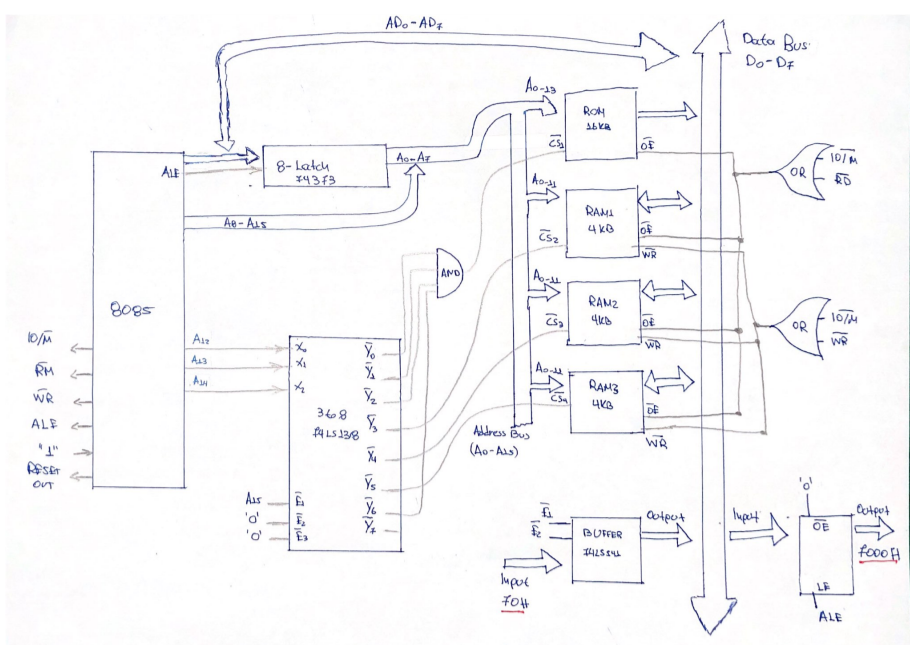 AD0-AD7
Data Bus
D0-D7
ALE
8-Latch
74373
A0-A7
A8-A15
A0-13
ROM
16KB
CS1
OE
OR
IO/M
RD
A0-11
RAM1
4KB
CS2
OE
WR
AND
A0-11
RAM2
4KB
CS3
OE
WR
OR
IO/M
WR
A0-11
RAM3
4KB
CS4
OE
WR
Address Bus
(A0-A15)
8085
IO/M
RM
WR
ALE
"1"
RESET
OUT
A12
A13
A14
X0
X1
X2
3to8
74LS138
Y0
Y1
Y2
Y3
Y4
Y5
Y6
Y7
A15
'0'
'0'
E1
E2
E3
E1
E2
BUFFER
74LS541
Input
70H
Output
Input
'0'
OE
LE
ALE
Output
7000H